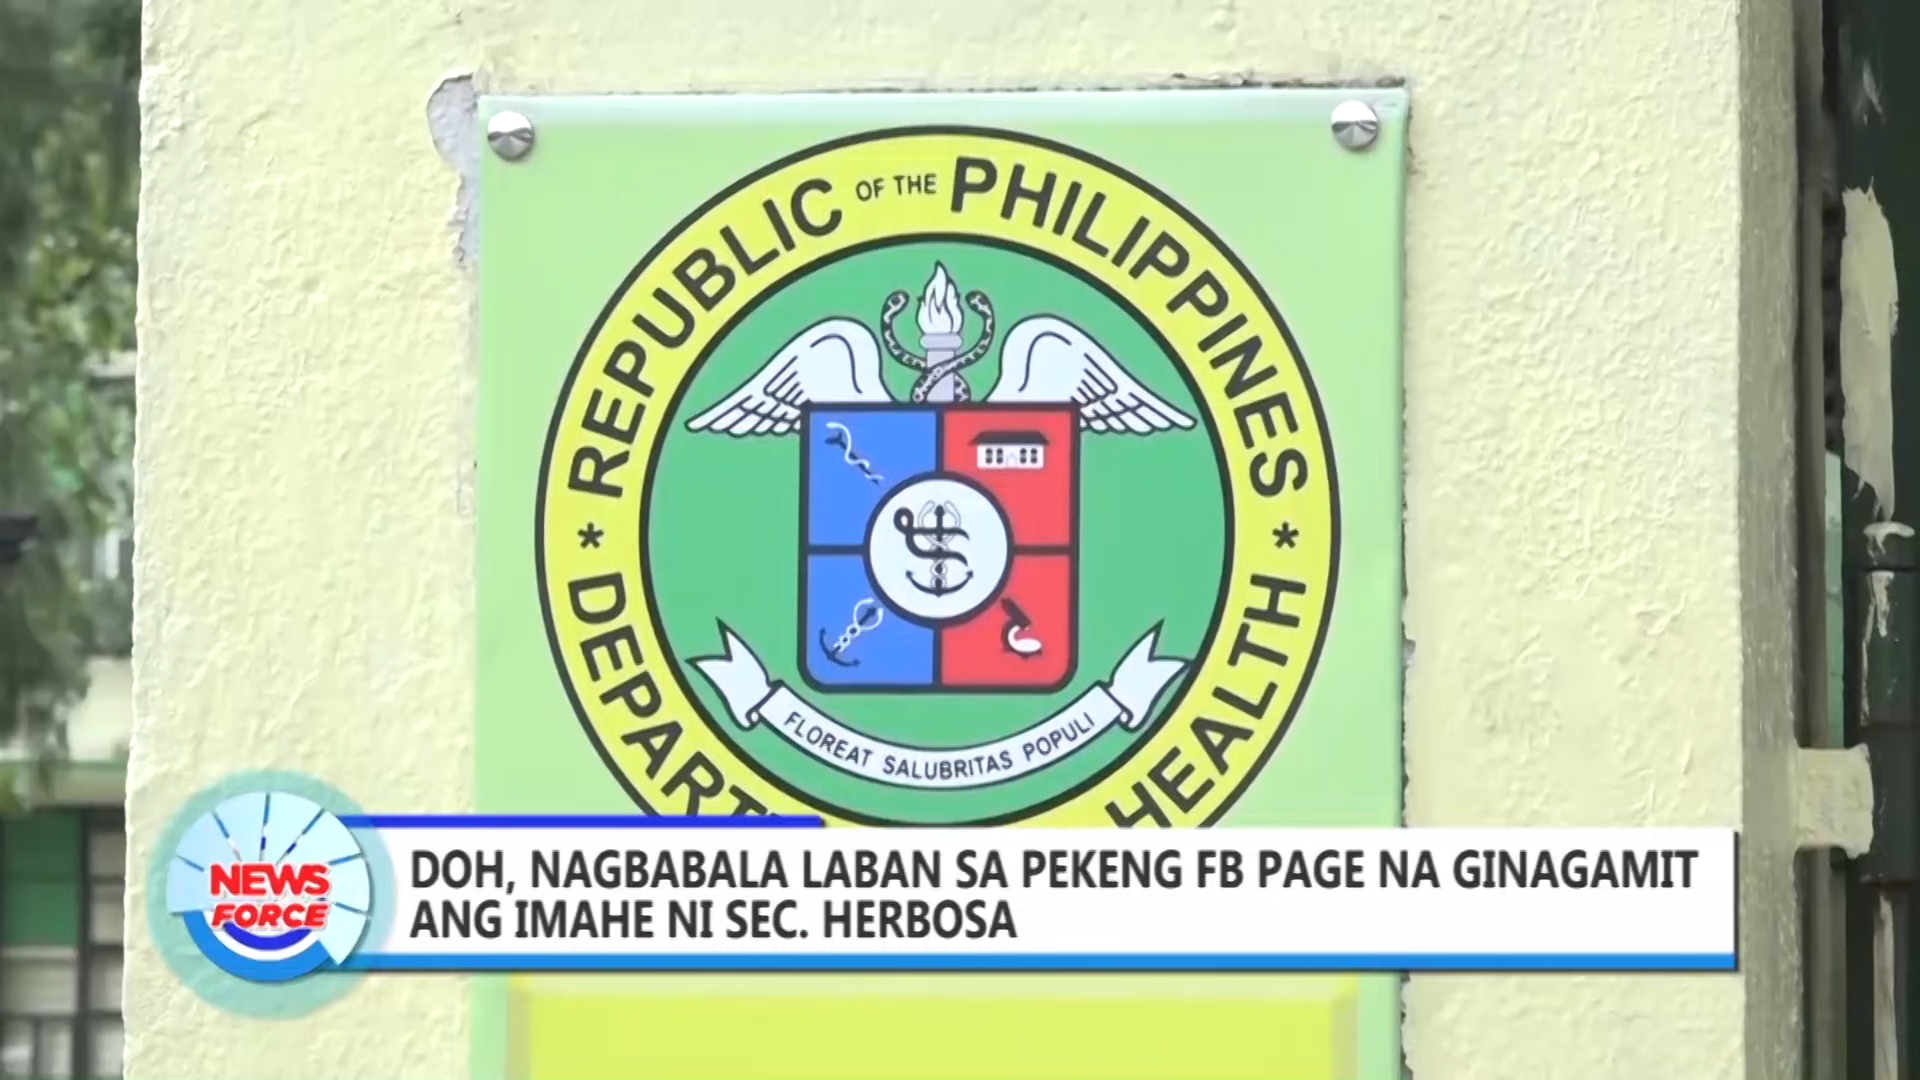 REPUBLIC OF THE PHILIPPINES
* *
HEALTH
FLOREAT SALUBRITAS POPULI
NEWS
FORCE
DOH, NAGBABALA LABAN SA PEKENG FB PAGE NA GINAGAMIT
ANG IMAHE NI SEC. HERBOSA